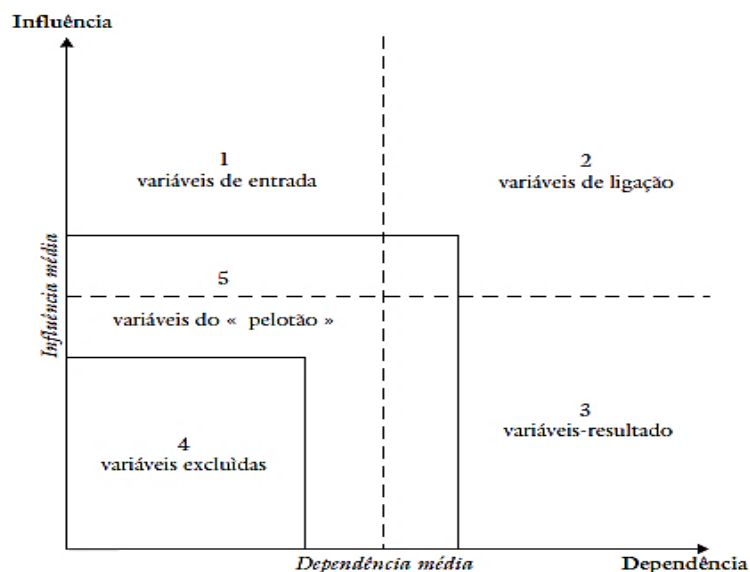 Influência
1
variáveis de entrada
2
variáveis de ligação
Influência média
5
variáveis do « pelotão »
3
variáveis-resultado
4
variáveis excluìdas
Dependência média
Dependência